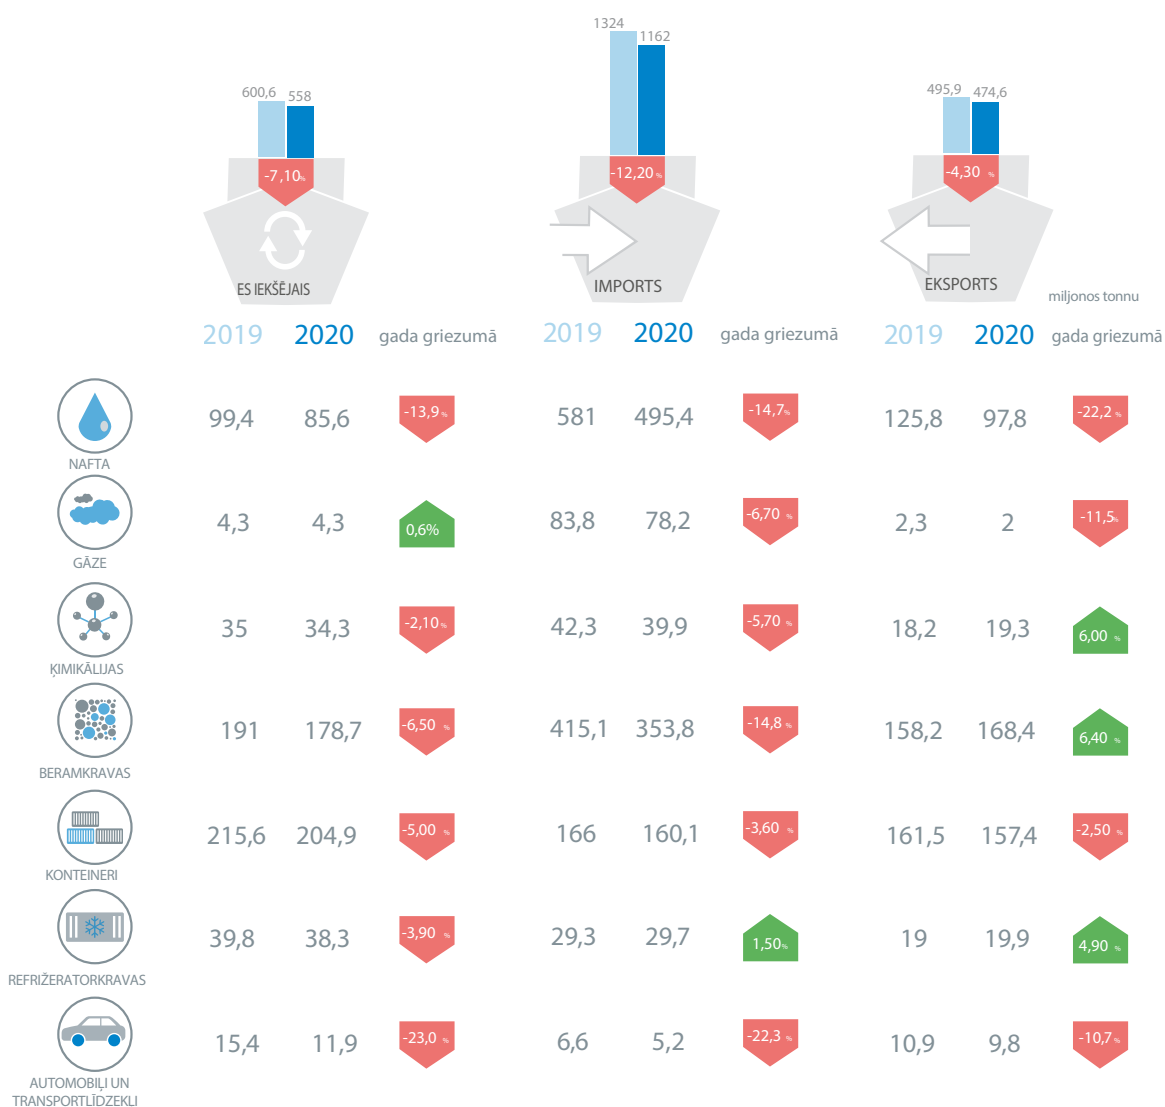 1324
1162
600,6 558
495,9 474,6
-7,10%
-12,20 %
-4,30 %
ES IEKŠĒJAIS
IMPORTS
EKSPORTS
miljonos tonnu
2019 2020 gada griezumā 2019 2020 gada griezumā 2019 2020 gada griezumā
99,4 85,6 -13,9 % 581 495,4 -14,7% 125,8 97,8 -22,2 %
NAFTA
4,3 4,3 0,6% 83,8 78,2 -6,70 % 2,3 2 -11,5%
GĀZE
35 34,3 -2,10 % 42,3 39,9 -5,70 % 18,2 19,3 6,00 %
ĶIMIKĀLIJAS
191 178,7 -6,50 % 415,1 353,8 -14,8 % 158,2 168,4 6,40 %
BERAMKRAVAS
215,6 204,9 -5,00 % 166 160,1 -3,60 % 161,5 157,4 -2,50 %
KONTEINERI
39,8 38,3 -3,90 % 29,3 29,7 1,50% 19 19,9 4,90 %
REFRIŽERATORKRAVAS
15,4 11,9 -23,0 % 6,6 5,2 -22,3 % 10,9 9,8 -10,7 %
AUTOMOBIĻI UN
TRANSPORTLĪDZEKLI